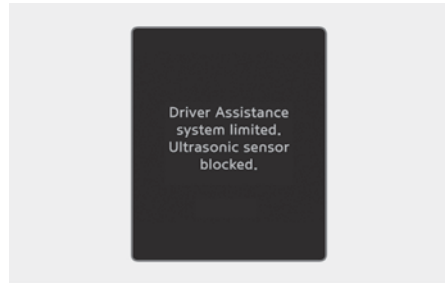 Driver Assistance
system limited.
Ultrasonic sensor
blocked.